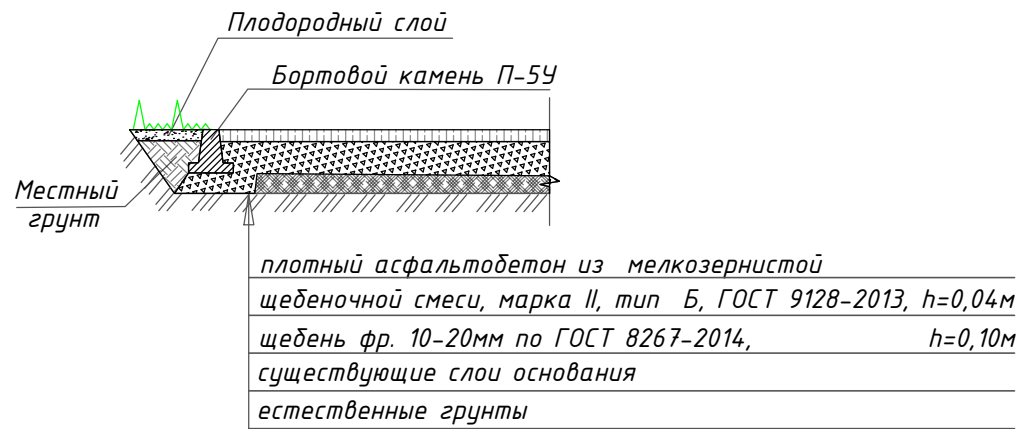 Плодородный слой
Бортовой камень П-5У
Местный
грунт
плотный асфальтобетон из мелкозернистой
щебеночной смеси, марка II, тип Б, ГОСТ 9128-2013, h=0,04м
щебень фр. 10-20мм по ГОСТ 8267-2014, h=0,10м
существующие слои основания
естественные грунты